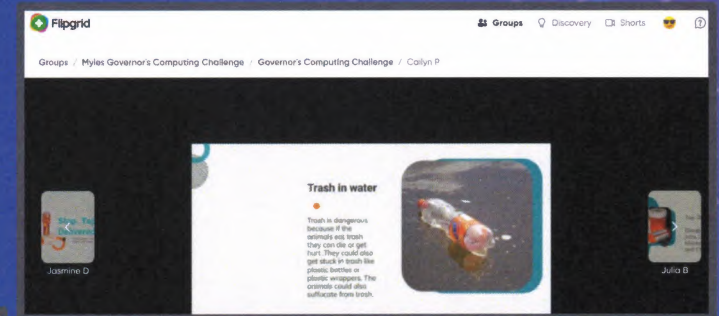 Flipgrid
Groups
Discovery
Shorts
Groups / Myles Governor's Computing Challenge / Governor's Computing Challenge / Cailyn P
Trash in water
Trash is dangerous
because if the
animals eat trash
they can die or get
hurt. They could also
get stuck in trash like
plastic bottles or
plastic wrappers. The
animals could also
suffocate from trash.
Jasmine D
Julia B